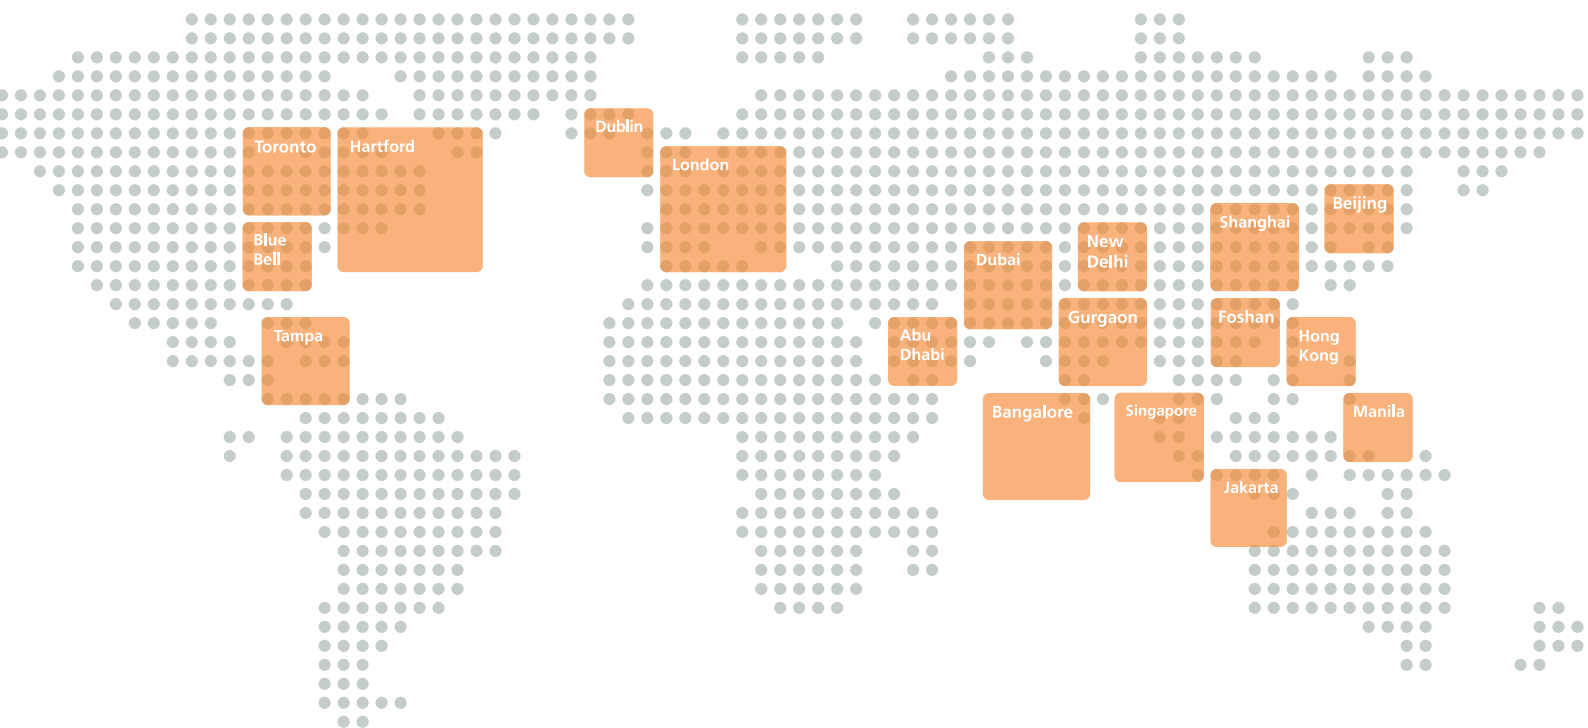 Dublin
Toronto
Hartford
London
Beijing
Shanghai
Blue
Bell
New
Delhi
Dubai
Gurgaon
Foshan
Tampa
Abu
Dhabi
Hong
Kong
Bangalore
Singapore
Manila
Jakarta